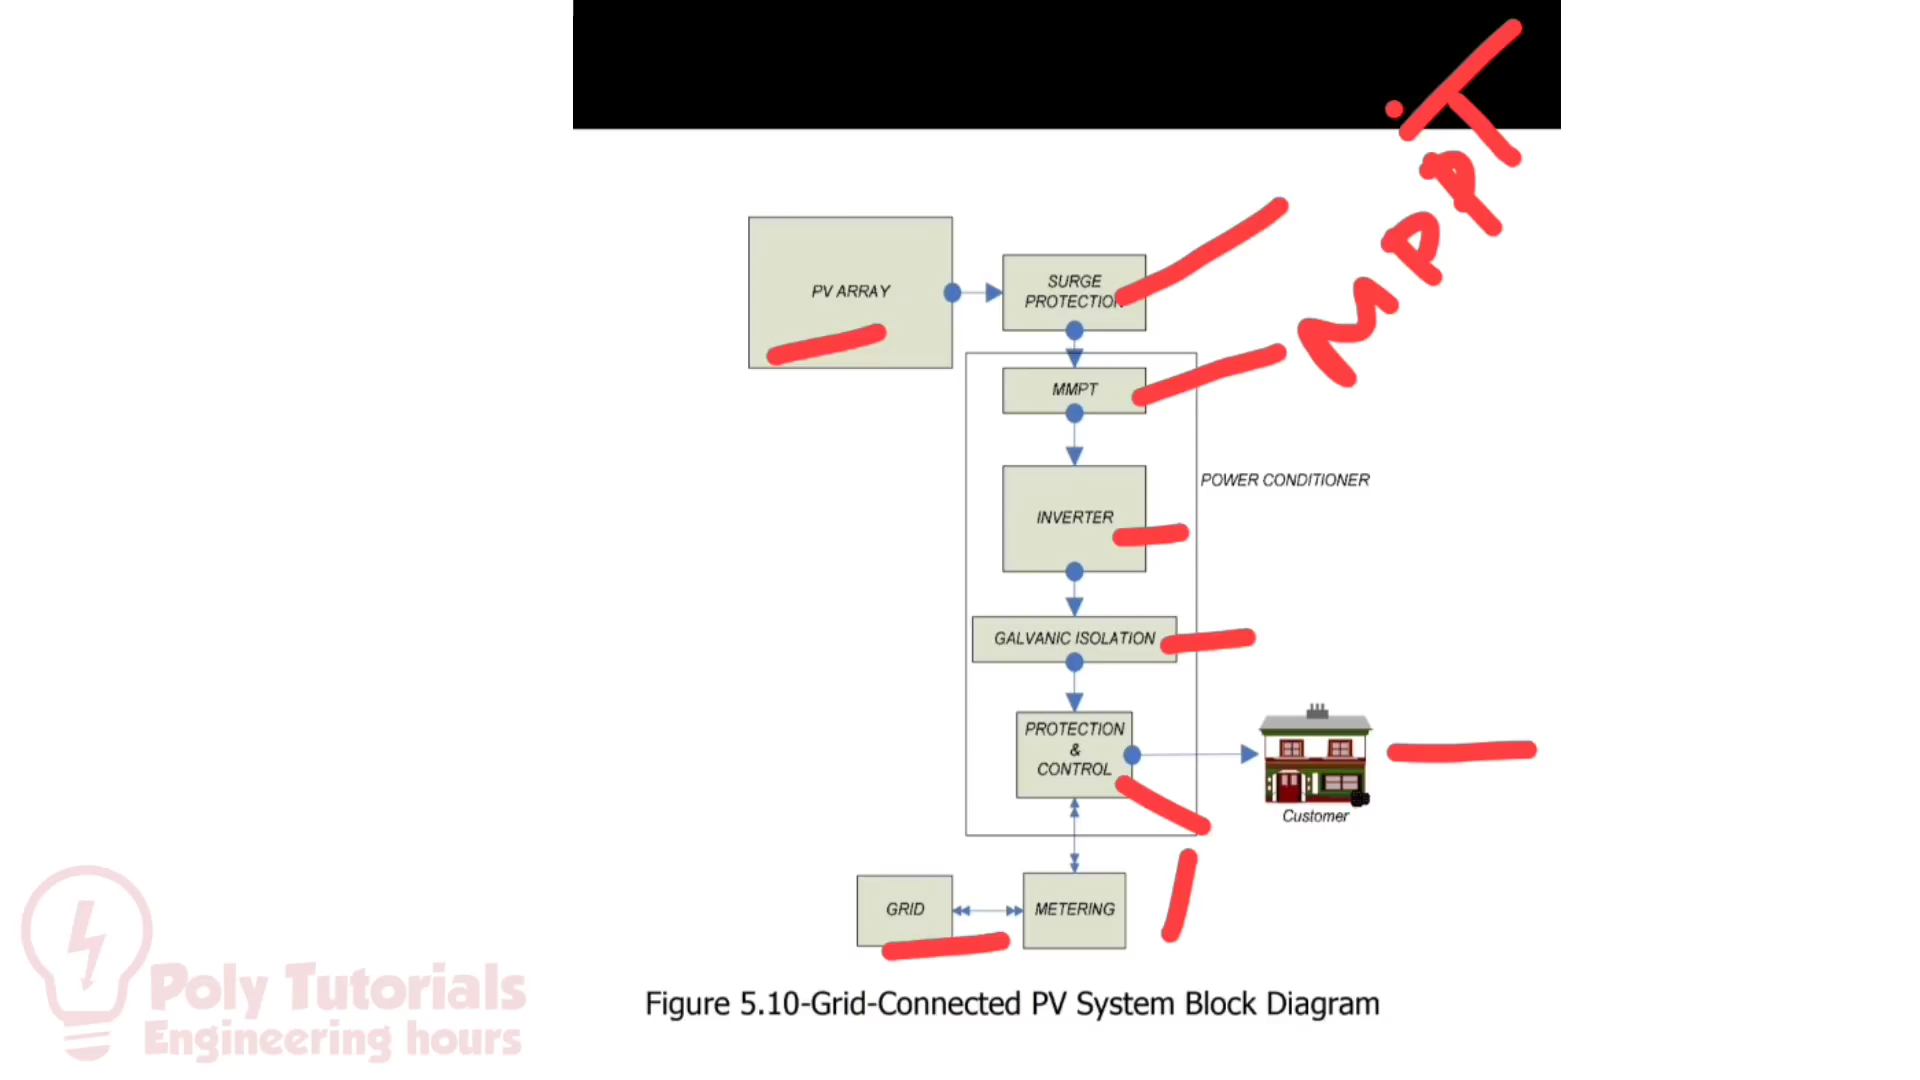 MPPT
PV ARRAY
SURGE
PROTECTION
MMPT
POWER CONDITIONER
INVERTER
GALVANIC ISOLATION
PROTECTION
&
CONTROL
Customer
GRID
METERING
Figure 5.10-Grid-Connected PV System Block Diagram
Poly Tutorials
Engineering hours